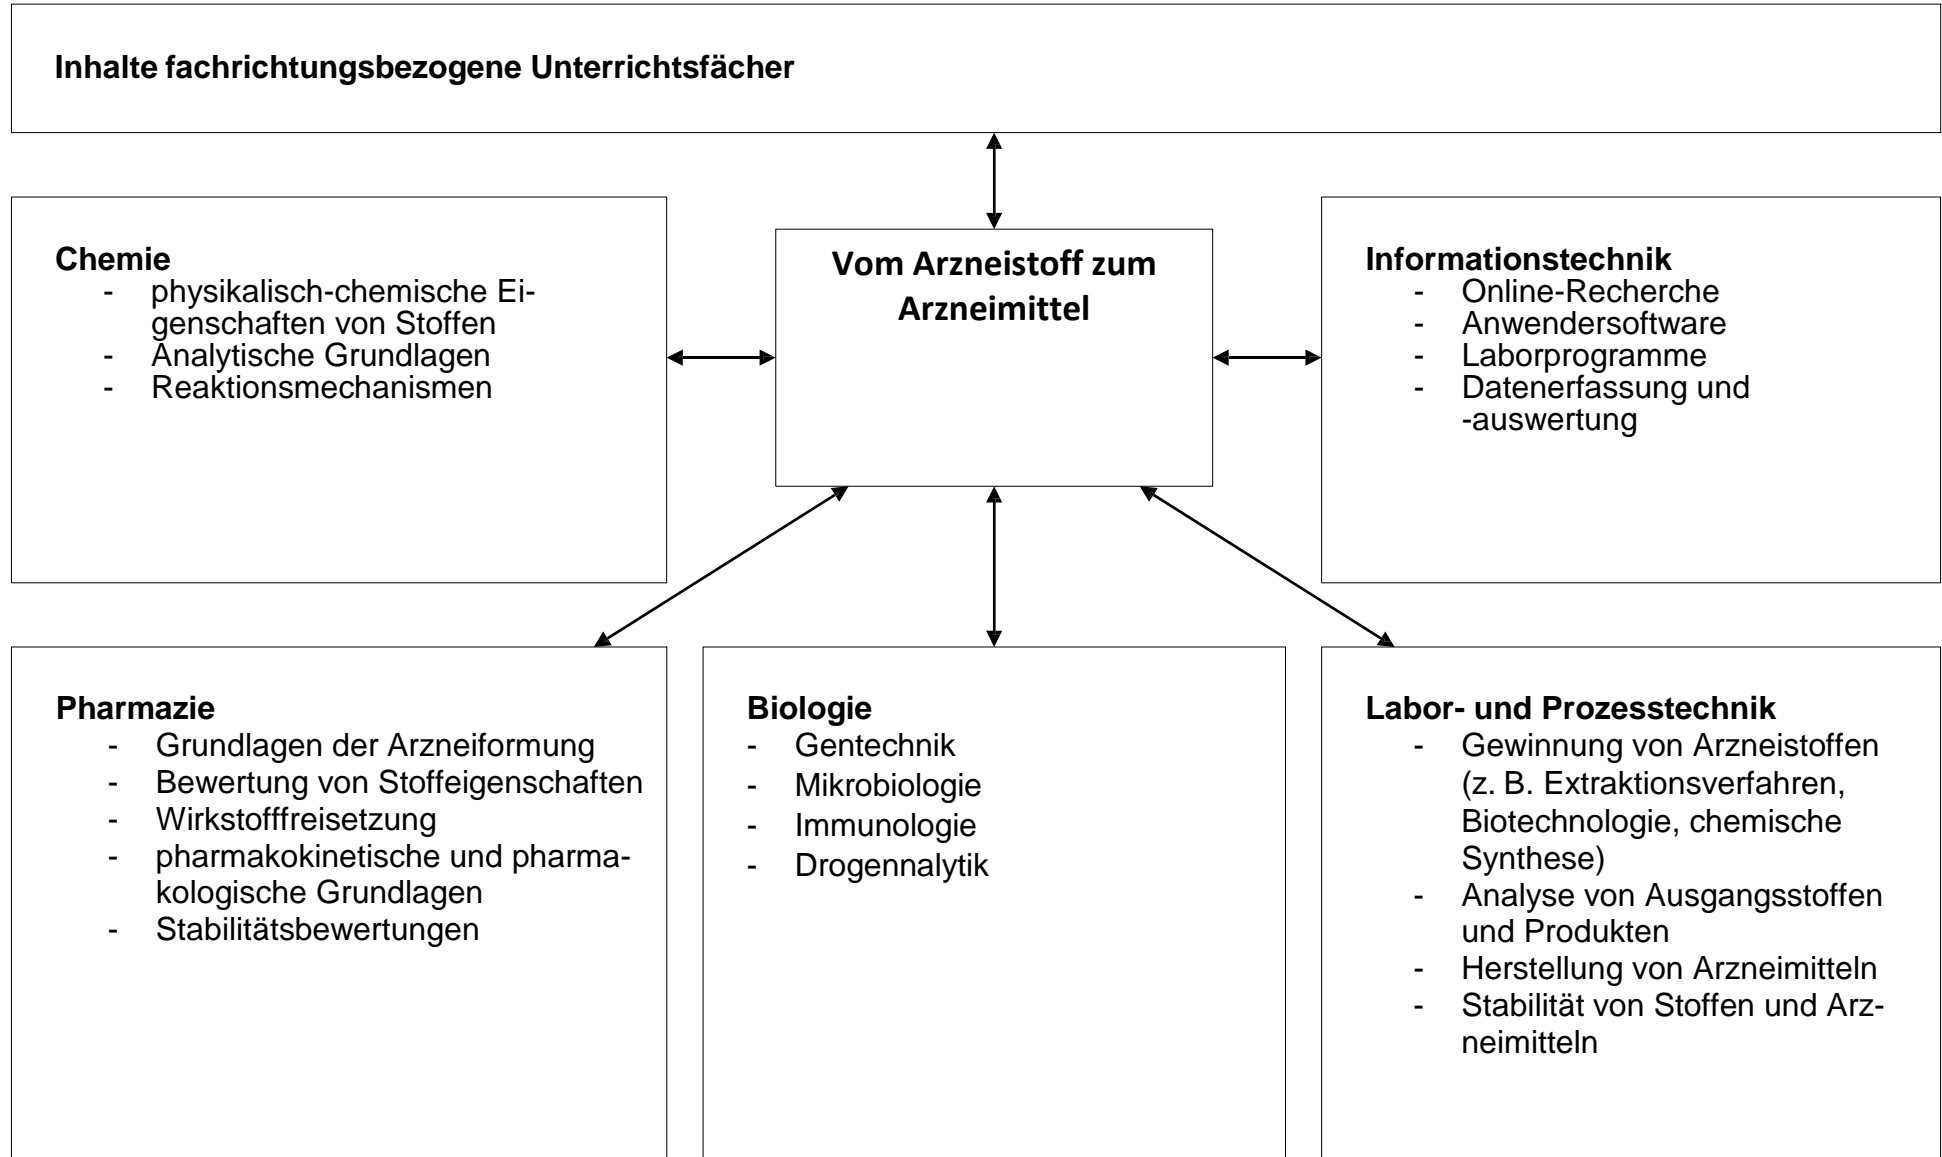 Inhalte fachrichtungsbezogene Unterrichtsfächer
Chemie
- physikalisch-chemische Ei-
genschaften von Stoffen
- Analytische Grundlagen
- Reaktionsmechanismen
Vom Arzneistoff zum
Arzneimittel
Informationstechnik
- Online-Recherche
- Anwendersoftware
- Laborprogramme
- Datenerfassung und
-auswertung
Pharmazie
- Grundlagen der Arzneiformung
- Bewertung von Stoffeigenschaften
- Wirkstofffreisetzung
- pharmakokinetische und pharma-
kologische Grundlagen
- Stabilitätsbewertungen
Biologie
- Gentechnik
- Mikrobiologie
- Immunologie
- Drogennalytik
Labor- und Prozesstechnik
- Gewinnung von Arzneistoffen
(z. B. Extraktionsverfahren,
Biotechnologie, chemische
Synthese)
- Analyse von Ausgangsstoffen
und Produkten
- Herstellung von Arzneimitteln
- Stabilität von Stoffen und Arz-
neimitteln